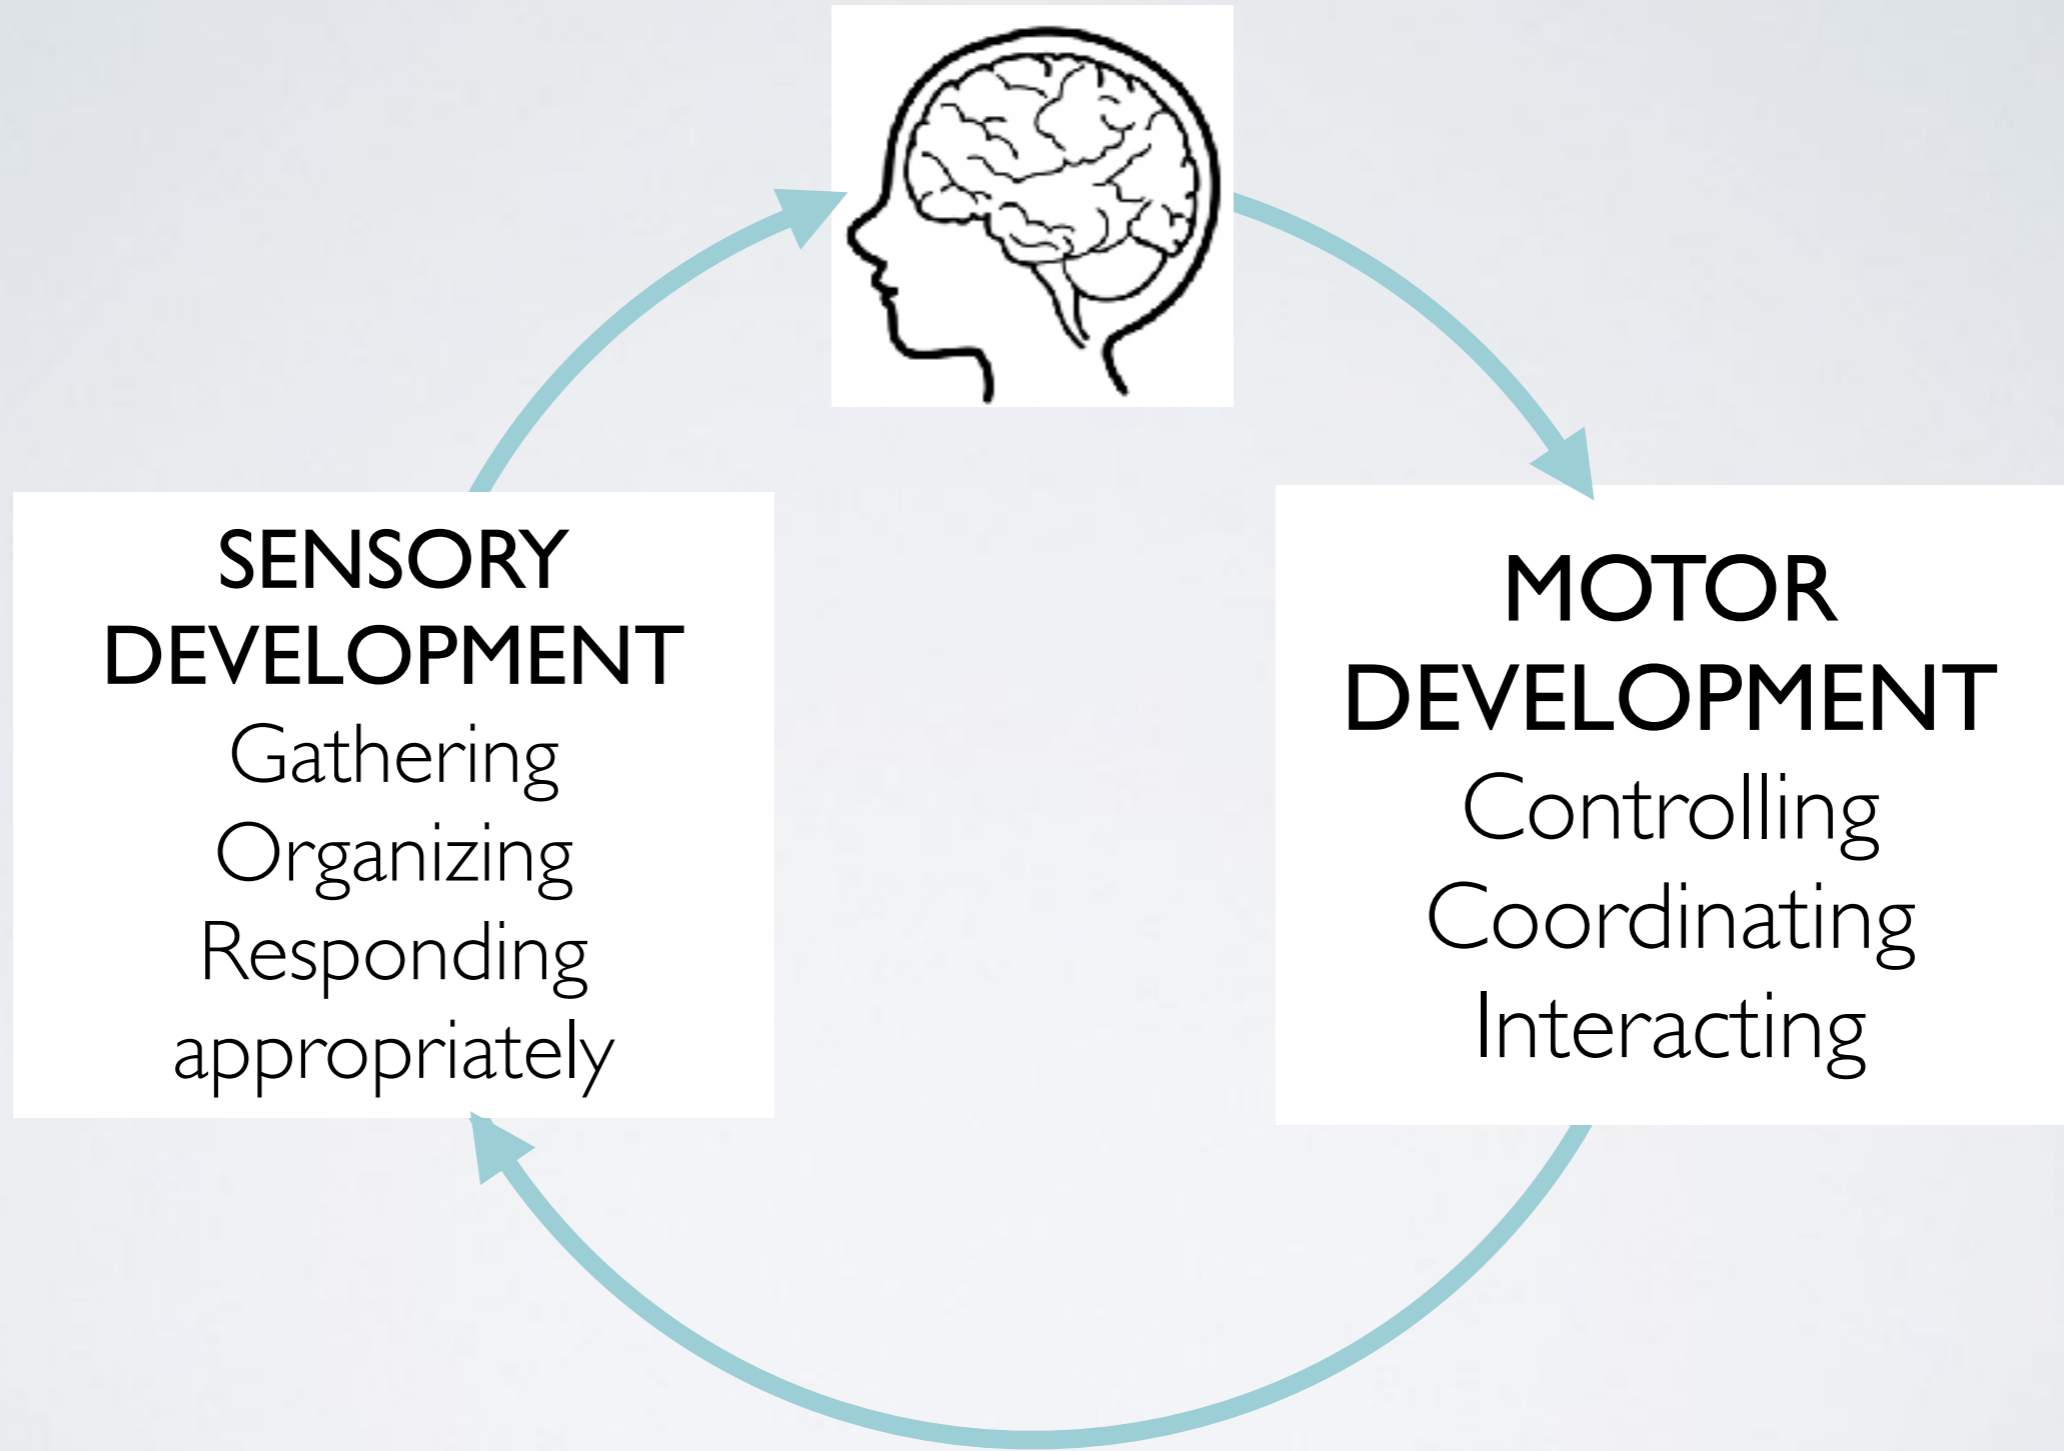 SENSORY
DEVELOPMENT
Gathering
Organizing
Responding
appropriately
MOTOR
DEVELOPMENT
Controlling
Coordinating
Interacting